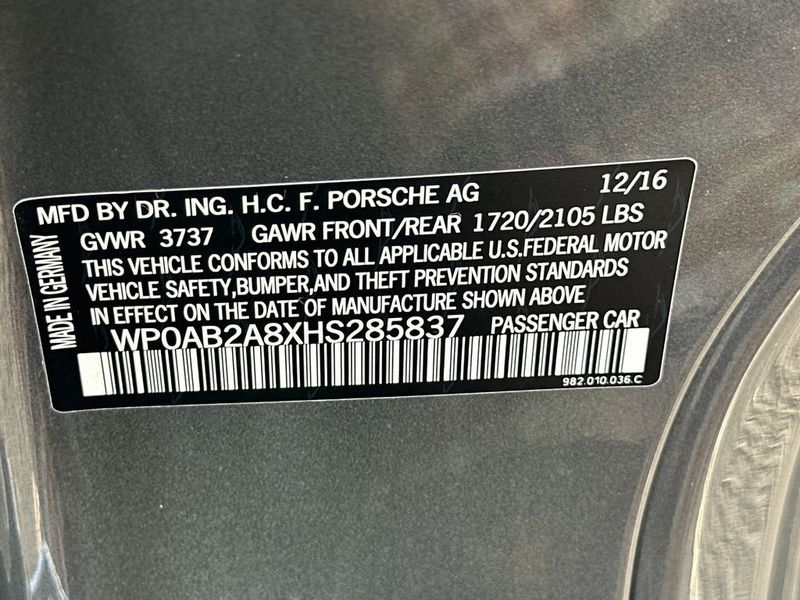 MFD BY DR. ING. H.C. F. PORSCHE AG 12/16
GVWR 3737 GAWR FRONT/REAR 1720/2105 LBS
THIS VEHICLE CONFORMS TO ALL APPLICABLE U.S.FEDERAL MOTOR
VEHICLE SAFETY,BUMPER,AND THEFT PREVENTION STANDARDS
IN EFFECT ON THE DATE OF MANUFACTURE SHOWN ABOVE
WP0AB2A8XHS285837 PASSENGER CAR
982.010.036.C
MADE IN GERMANY